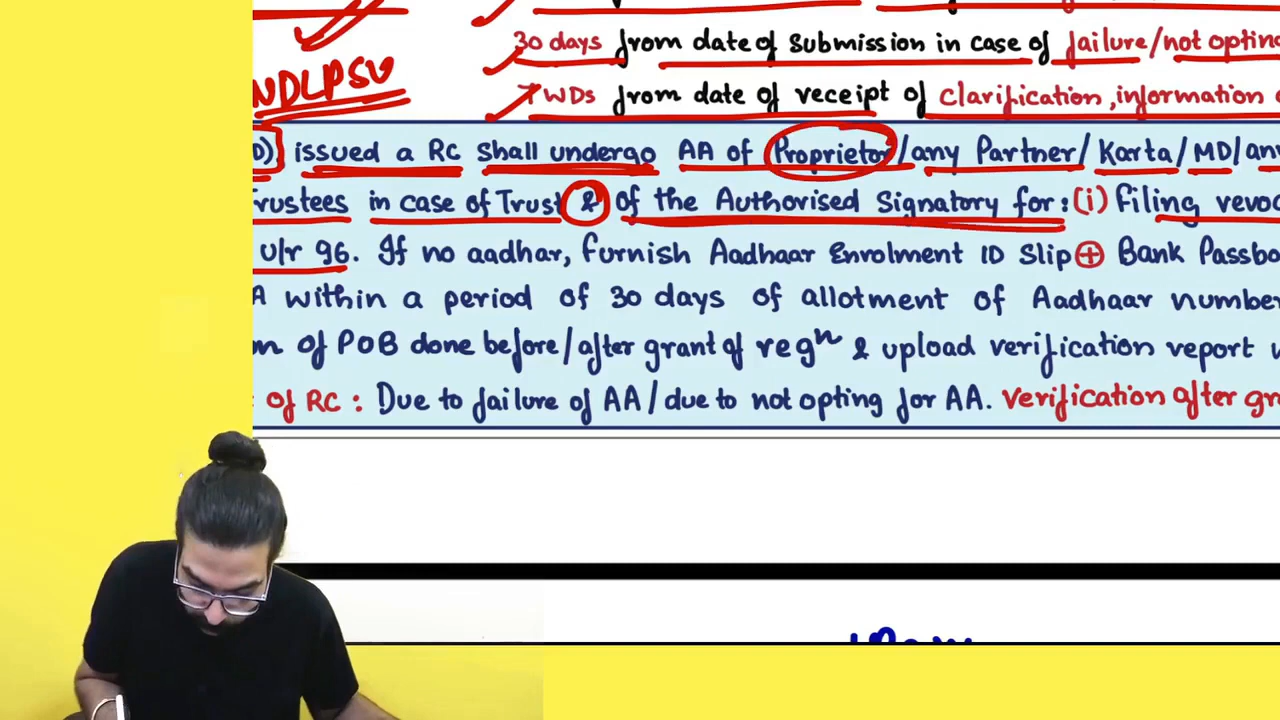 30 days from date of submission in case of failure/not opting
NDLPSV
7 WDs from date of receipt of clarification, information
issued a RC shall undergo AA of Proprietor/any Partner/Karta/MD/any
Trustees in case of Trust & of the Authorised Signatory for: (i) Filing revoc
u/r 96. If no aadhar, furnish Aadhaar Enrolment ID Slip ⊕ Bank Passbo
A within a period of 30 days of allotment of Aadhaar number
of POB done before/after grant of regn & upload verification report
of RC: Due to failure of AA/due to not opting for AA. Verification after gr